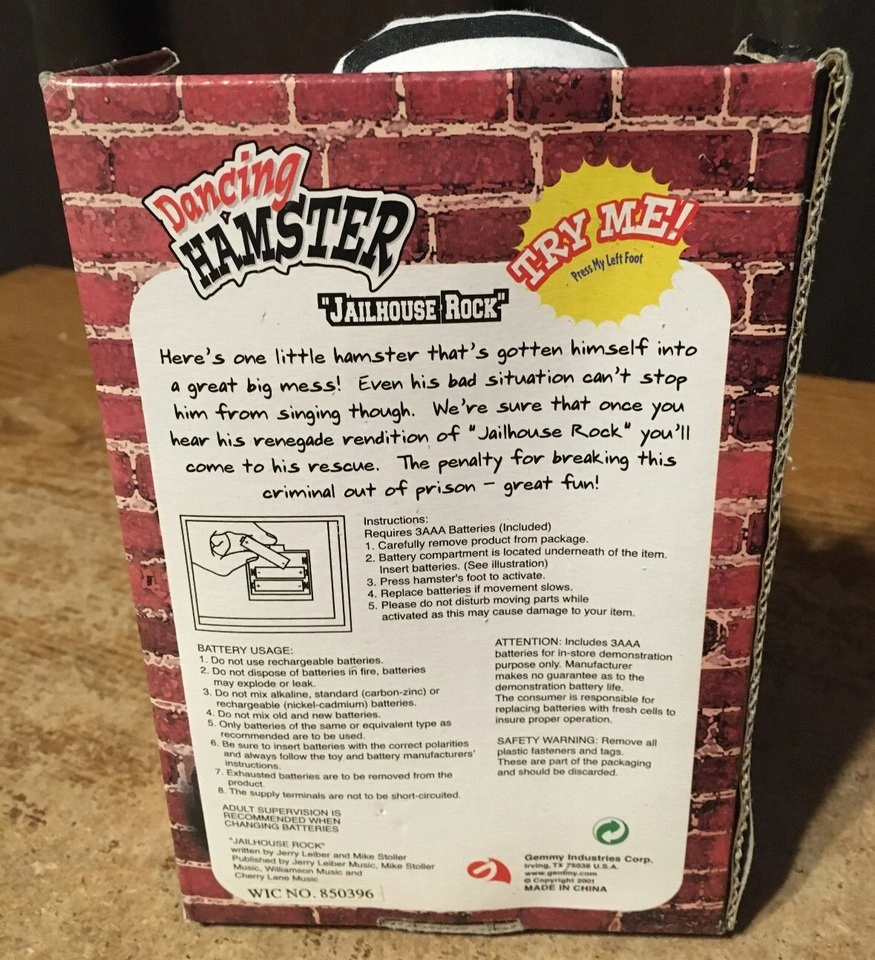 Dancing
HAMSTER
TRY ME!
Press My Left Foot
"JAILHOUSE ROCK"
Here's one little hamster that's gotten himself into
a great big mess! Even his bad situation can't stop
him from singing though. We're sure that once you
hear his renegade rendition of "Jailhouse Rock" you'll
come to his rescue. The penalty for breaking this
criminal out of prison – great fun!
Instructions:
Requires 3AAA Batteries (Included)
1. Carefully remove product from package.
2. Battery compartment is located underneath of the item.
Insert batteries. (See illustration)
3. Press hamster's foot to activate.
4. Replace batteries if movement slows.
5. Please do not disturb moving parts while
activated as this may cause damage to your item.
BATTERY USAGE:
1. Do not use rechargeable batteries.
2. Do not dispose of batteries in fire, batteries
may explode or leak.
3. Do not mix alkaline, standard (carbon-zinc) or
rechargeable (nickel-cadmium) batteries.
4. Do not mix old and new batteries.
5. Only batteries of the same or equivalent type as
recommended are to be used.
6. Be sure to insert batteries with the correct polarities
and always follow the toy and battery manufacturers'
instructions.
7. Exhausted batteries are to be removed from the
product.
8. The supply terminals are not to be short-circuited.
ADULT SUPERVISION IS
RECOMMENDED WHEN
CHANGING BATTERIES
"JAILHOUSE ROCK"
written by Jerry Leiber and Mike Stoller
Published by Jerry Leiber Music, Mike Stoller
Music, Williamson Music and
Cherry Lane Music
WIC NO. 850396
ATTENTION: Includes 3AAA
batteries for in-store demonstration
purpose only. Manufacturer
makes no guarantee as to the
demonstration battery life.
The consumer is responsible for
replacing batteries with fresh cells to
insure proper operation.
SAFETY WARNING: Remove all
plastic fasteners and tags.
These are part of the packaging
and should be discarded.
Gemmy Industries Corp.
Irving, TX 75038 U.S.A.
www.gemmy.com
© Copyright 2001
MADE IN CHINA